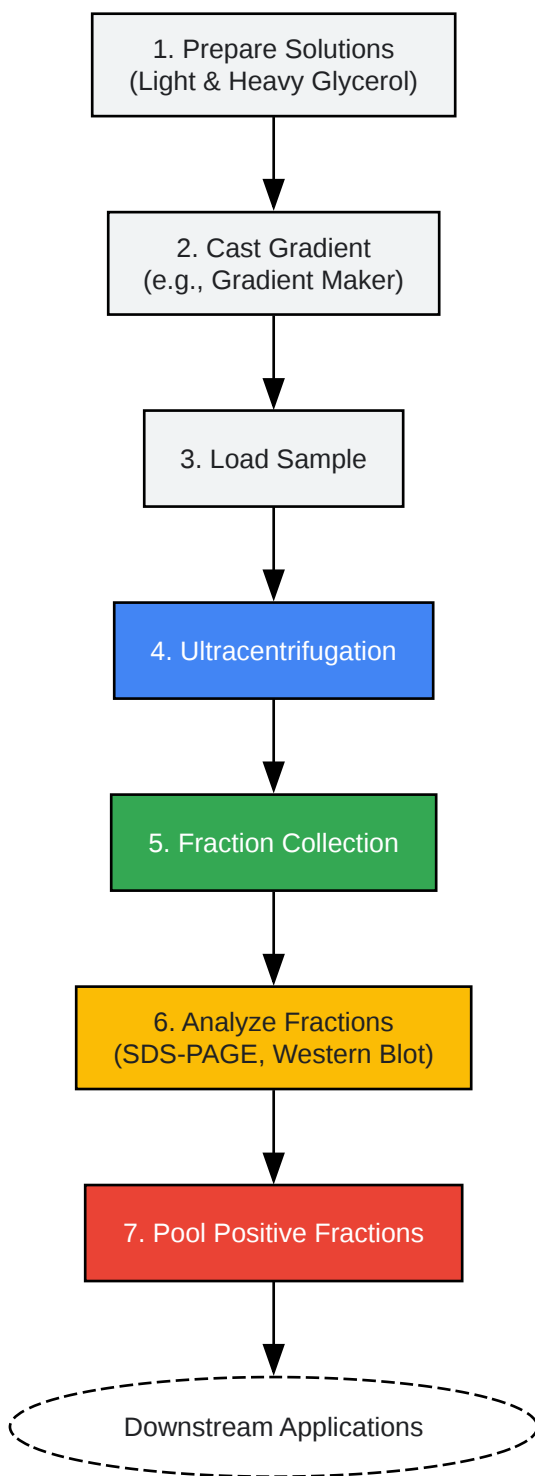 1. Prepare Solutions
(Light & Heavy Glycerol)
2. Cast Gradient
(e.g., Gradient Maker)
3. Load Sample
4. Ultracentrifugation
5. Fraction Collection
6. Analyze Fractions
(SDS-PAGE, Western Blot)
7. Pool Positive Fractions
Downstream Applications